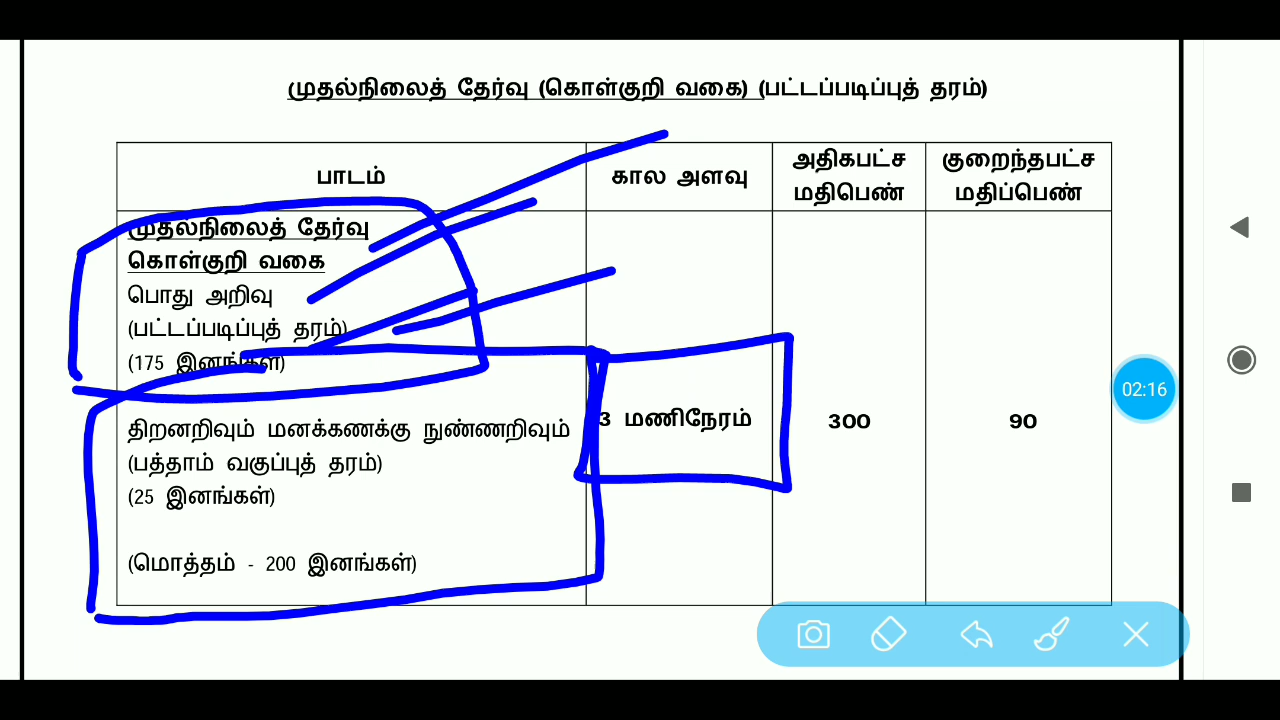 முதல்நிலைத் தேர்வு (கொள்குறி வகை) (பட்டப்படிப்புத் தரம்)
பாடம்
கால அளவு
அதிகபட்ச
மதிபெண்
குறைந்தபட்ச
மதிப்பெண்
முதல்நிலைத் தேர்வு
கொள்குறி வகை
பொது அறிவு
(பட்டப்படிப்புத் தரம்)
(175 இனங்கள்)
திறனறிவும் மனக்கணக்கு நுண்ணறிவும்
(பத்தாம் வகுப்புத் தரம்)
(25 இனங்கள்)
(மொத்தம் - 200 இனங்கள்)
3 மணிநேரம்
300
90
02:16